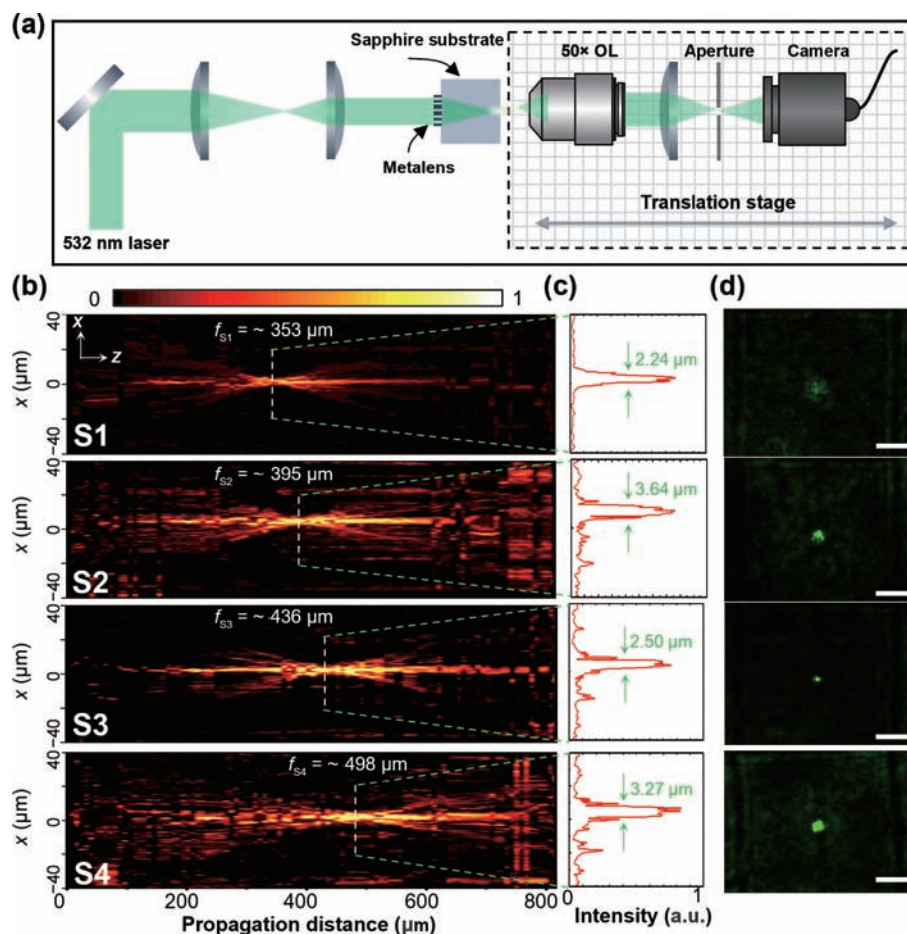 (a)
Sapphire substrate
50× OL
Aperture
Camera
Metalens
Translation stage
532 nm laser
(b)
0
1
(c)
(d)
40
0
−40
x (µm)
x
z
f_S1 = ~ 353 µm
S1
2.24 µm
40
0
−40
x (µm)
f_S2 = ~ 395 µm
S2
3.64 µm
40
0
−40
x (µm)
f_S3 = ~ 436 µm
S3
2.50 µm
40
0
−40
x (µm)
f_S4 = ~ 498 µm
S4
3.27 µm
0 200 400 600 800
Propagation distance (µm)
0 1
Intensity (a.u.)